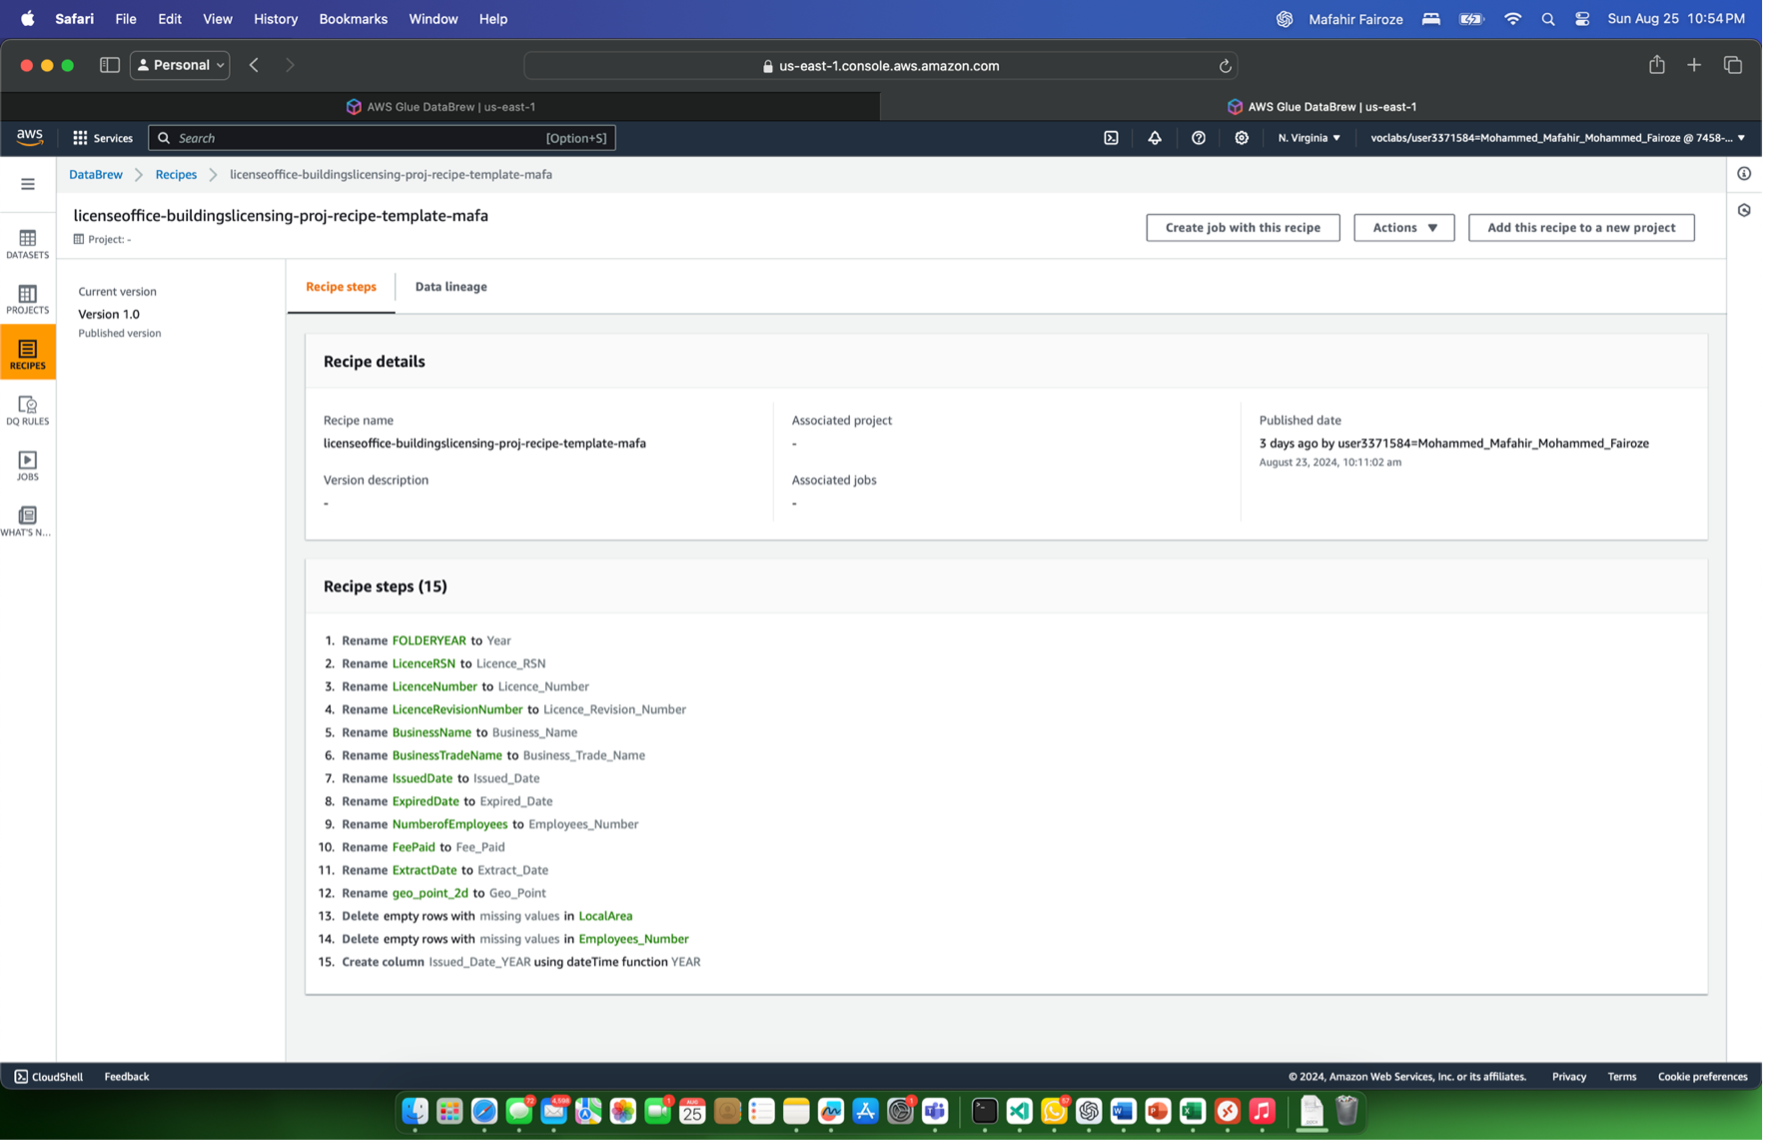 Safari File Edit View History Bookmarks Window Help Mafahir Fairoze Sun Aug 25 10:54 PM
Personal us-east-1.console.aws.amazon.com
AWS Glue DataBrew | us-east-1 AWS Glue DataBrew | us-east-1
aws Services Search [Option+S] N. Virginia voclabs/user3371584=Mohammed_Mafahir_Mohammed_Fairoze @ 7458-...
DataBrew Recipes licenseoffice-buildingslicensing-proj-recipe-template-mafa
licenseoffice-buildingslicensing-proj-recipe-template-mafa
Project: -
Create job with this recipe Actions Add this recipe to a new project
DATASETS
PROJECTS
RECIPES
DQ RULES
JOBS
WHAT'S N...
Current version
Version 1.0
Published version
Recipe steps Data lineage
Recipe details
Recipe name
licenseoffice-buildingslicensing-proj-recipe-template-mafa
Version description
-
Associated project
-
Associated jobs
-
Published date
3 days ago by user3371584=Mohammed_Mafahir_Mohammed_Fairoze
August 23, 2024, 10:11:02 am
Recipe steps (15)
1. Rename FOLDERYEAR to Year
2. Rename LicenceRSN to Licence_RSN
3. Rename LicenceNumber to Licence_Number
4. Rename LicenceRevisionNumber to Licence_Revision_Number
5. Rename BusinessName to Business_Name
6. Rename BusinessTradeName to Business_Trade_Name
7. Rename IssuedDate to Issued_Date
8. Rename ExpiredDate to Expired_Date
9. Rename NumberofEmployees to Employees_Number
10. Rename FeePaid to Fee_Paid
11. Rename ExtractDate to Extract_Date
12. Rename geo_point_2d to Geo_Point
13. Delete empty rows with missing values in LocalArea
14. Delete empty rows with missing values in Employees_Number
15. Create column Issued_Date_YEAR using dateTime function YEAR
CloudShell Feedback © 2024, Amazon Web Services, Inc. or its affiliates. Privacy Terms Cookie preferences
AUG
25